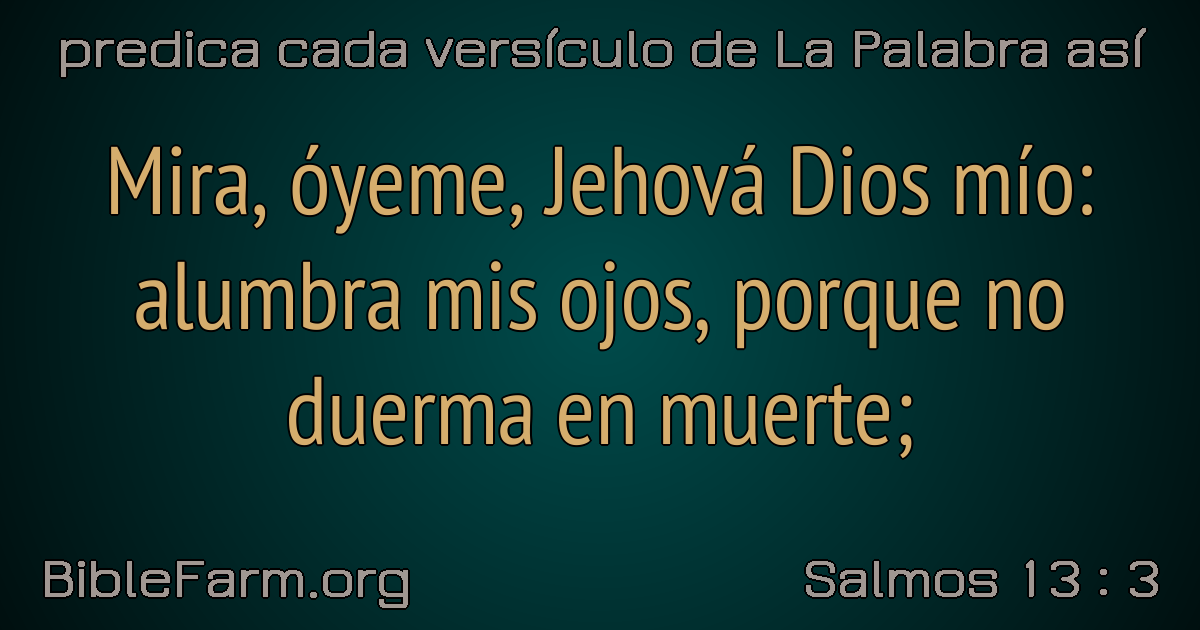 predica cada versículo de La Palabra así
Mira, óyeme, Jehová Dios mío:
alumbra mis ojos, porque no
duerma en muerte;
BibleFarm.org
Salmos 13 : 3